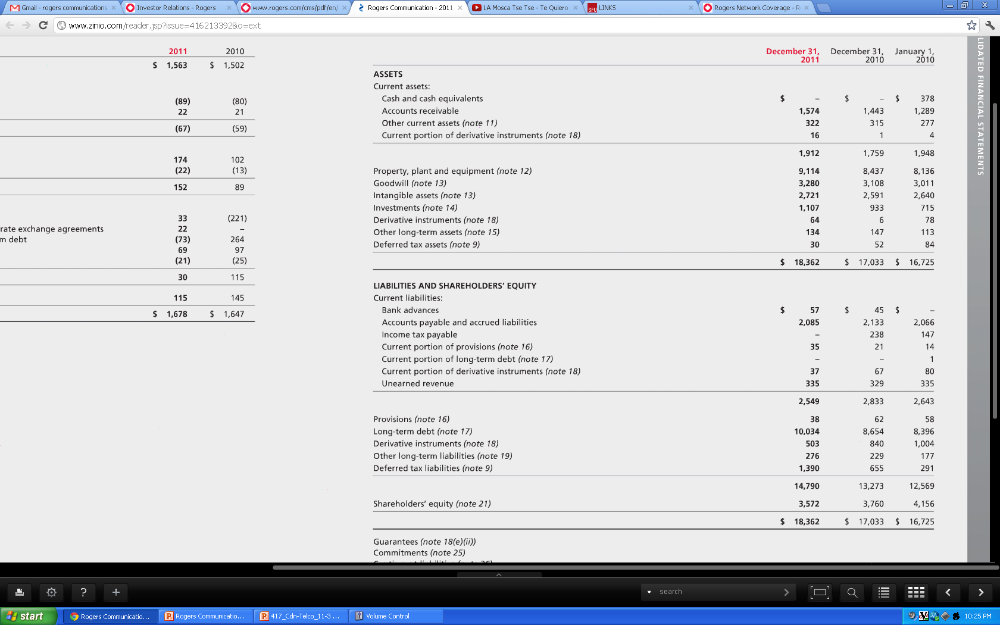 Gmail - rogers communications
Investor Relations - Rogers
www.rogers.com/cms/pdf/en/
Rogers Communication - 2011
LA Mosca Tse Tse - Te Quiero
SFU LINKS
Rogers Network Coverage - R
www.zinio.com/reader.jsp?issue=416213392&o=ext
2011 2010
$ 1,563 $ 1,502
(89) (80)
22 21
(67) (59)
174 102
(22) (13)
152 89
33 (221)
rate exchange agreements 22 –
m debt (73) 264
69 97
(21) (25)
30 115
115 145
$ 1,678 $ 1,647
December 31, December 31, January 1,
2011 2010 2010
ASSETS
Current assets:
Cash and cash equivalents $ – $ – $ 378
Accounts receivable 1,574 1,443 1,289
Other current assets (note 11) 322 315 277
Current portion of derivative instruments (note 18) 16 1 4
1,912 1,759 1,948
Property, plant and equipment (note 12) 9,114 8,437 8,136
Goodwill (note 13) 3,280 3,108 3,011
Intangible assets (note 13) 2,721 2,591 2,640
Investments (note 14) 1,107 933 715
Derivative instruments (note 18) 64 6 78
Other long-term assets (note 15) 134 147 113
Deferred tax assets (note 9) 30 52 84
$ 18,362 $ 17,033 $ 16,725
LIABILITIES AND SHAREHOLDERS' EQUITY
Current liabilities:
Bank advances $ 57 $ 45 $ –
Accounts payable and accrued liabilities 2,085 2,133 2,066
Income tax payable – 238 147
Current portion of provisions (note 16) 35 21 14
Current portion of long-term debt (note 17) – – 1
Current portion of derivative instruments (note 18) 37 67 80
Unearned revenue 335 329 335
2,549 2,833 2,643
Provisions (note 16) 38 62 58
Long-term debt (note 17) 10,034 8,654 8,396
Derivative instruments (note 18) 503 840 1,004
Other long-term liabilities (note 19) 276 229 177
Deferred tax liabilities (note 9) 1,390 655 291
14,790 13,273 12,569
Shareholders' equity (note 21) 3,572 3,760 4,156
$ 18,362 $ 17,033 $ 16,725
Guarantees (note 18(e)(ii))
Commitments (note 25)
LIDATED FINANCIAL STATEMENTS
search
start
Rogers Communicatio...
Rogers Communicatio...
417_Cdn-Telco_11-3 ...
Volume Control
10:25 PM